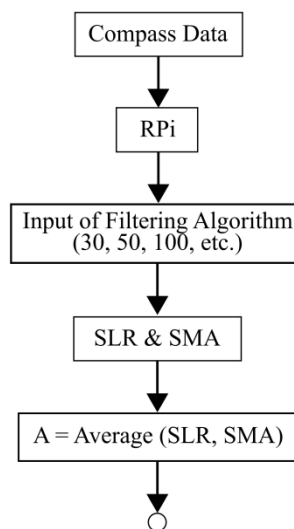 Compass Data
RPi
Input of Filtering Algorithm
(30, 50, 100, etc.)
SLR & SMA
A = Average (SLR, SMA)